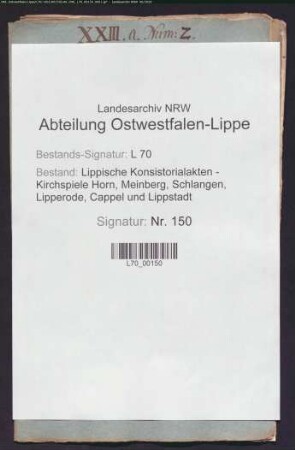 XXIII. a. Num: 2.
Landesarchiv NRW
Abteilung Ostwestfalen-Lippe
Bestands-Signatur: L 70
Bestand: Lippische Konsistorialakten -
Kirchspiele Horn, Meinberg, Schlangen,
Lipperode, Cappel und Lippstadt
Signatur: Nr. 150
L70_00150